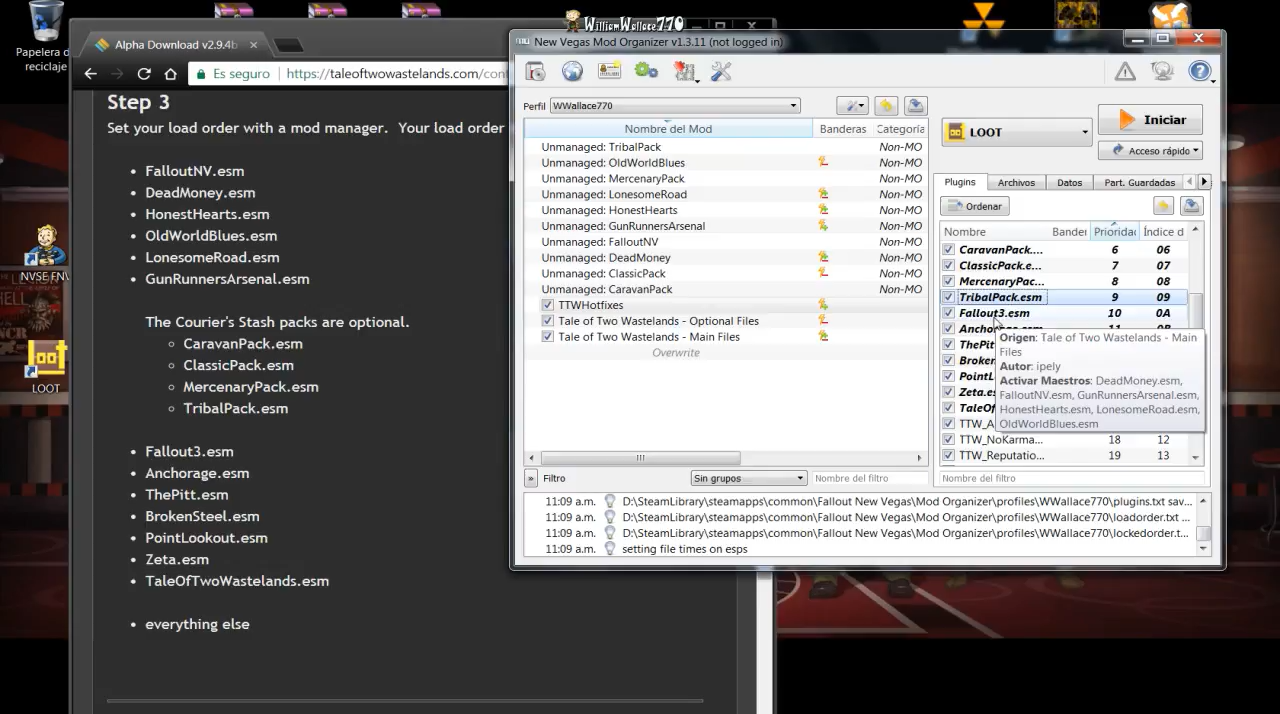 Papelera d
reciclaje
NVSE FNV
LOOT
WilliamWallace770
Alpha Download v2.9.4b
Es seguro
https://taleoftwowastelands.com/con
Step 3
Set your load order with a mod manager. Your load order
FalloutNV.esm
DeadMoney.esm
HonestHearts.esm
OldWorldBlues.esm
LonesomeRoad.esm
GunRunnersArsenal.esm
The Courier's Stash packs are optional.
CaravanPack.esm
ClassicPack.esm
MercenaryPack.esm
TribalPack.esm
Fallout3.esm
Anchorage.esm
ThePitt.esm
BrokenSteel.esm
PointLookout.esm
Zeta.esm
TaleOfTwoWastelands.esm
everything else
New Vegas Mod Organizer v1.3.11 (not logged in)
Perfil WWallace770
Nombre del Mod Banderas Categoría
Unmanaged: TribalPack Non-MO
Unmanaged: OldWorldBlues Non-MO
Unmanaged: MercenaryPack Non-MO
Unmanaged: LonesomeRoad Non-MO
Unmanaged: HonestHearts Non-MO
Unmanaged: GunRunnersArsenal Non-MO
Unmanaged: FalloutNV Non-MO
Unmanaged: DeadMoney Non-MO
Unmanaged: ClassicPack Non-MO
Unmanaged: CaravanPack Non-MO
TTWHotfixes
Tale of Two Wastelands - Optional Files
Tale of Two Wastelands - Main Files
Overwrite
» Filtro Sin grupos Nombre del filtro
LOOT
Iniciar
Acceso rápido
Plugins Archivos Datos Part. Guardadas
Ordenar
Nombre Bander Prioridac Índice d
CaravanPack.... 6 06
ClassicPack.e... 7 07
MercenaryPac... 8 08
TribalPack.esm 9 09
Fallout3.esm 10 0A
ThePitt
Broken
PointL
Zeta.es
TaleOf
TTW_A
TTW_NoKarma... 18 12
TTW_Reputatio... 19 13
Origen: Tale of Two Wastelands - Main
Files
Autor: ipely
Activar Maestros: DeadMoney.esm,
FalloutNV.esm, GunRunnersArsenal.esm,
HonestHearts.esm, LonesomeRoad.esm,
OldWorldBlues.esm
Nombre del filtro
11:09 a.m. D:\SteamLibrary\steamapps\common\Fallout New Vegas\Mod Organizer\profiles\WWallace770\plugins.txt sav...
11:09 a.m. D:\SteamLibrary\steamapps\common\Fallout New Vegas\Mod Organizer\profiles\WWallace770\loadorder.txt ...
11:09 a.m. D:\SteamLibrary\steamapps\common\Fallout New Vegas\Mod Organizer\profiles\WWallace770\lockedorder.t...
11:09 a.m. setting file times on esps